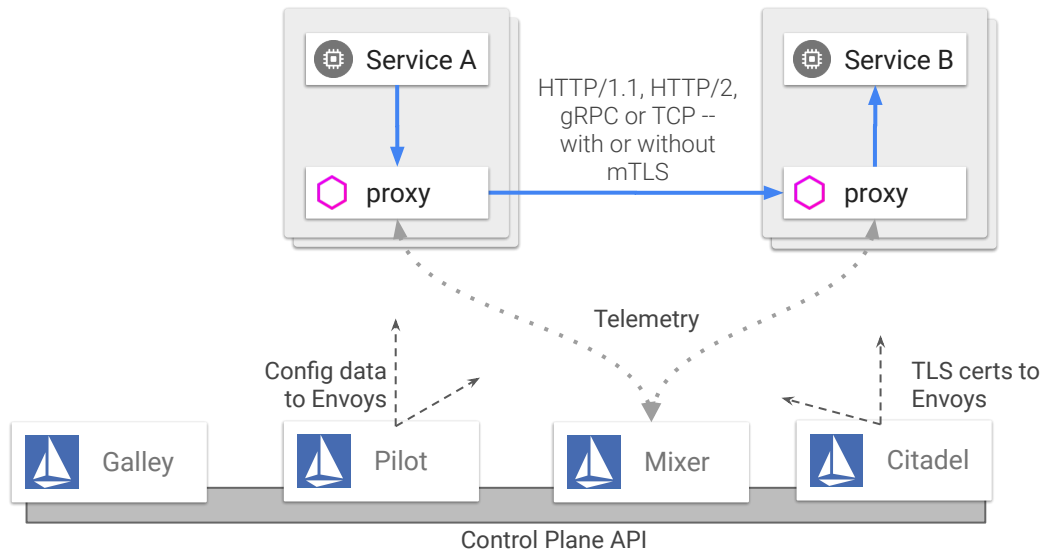 Service A
Service B
HTTP/1.1, HTTP/2,
gRPC or TCP --
with or without
mTLS
proxy
proxy
Telemetry
Config data
to Envoys
TLS certs to
Envoys
Galley
Pilot
Mixer
Citadel
Control Plane API